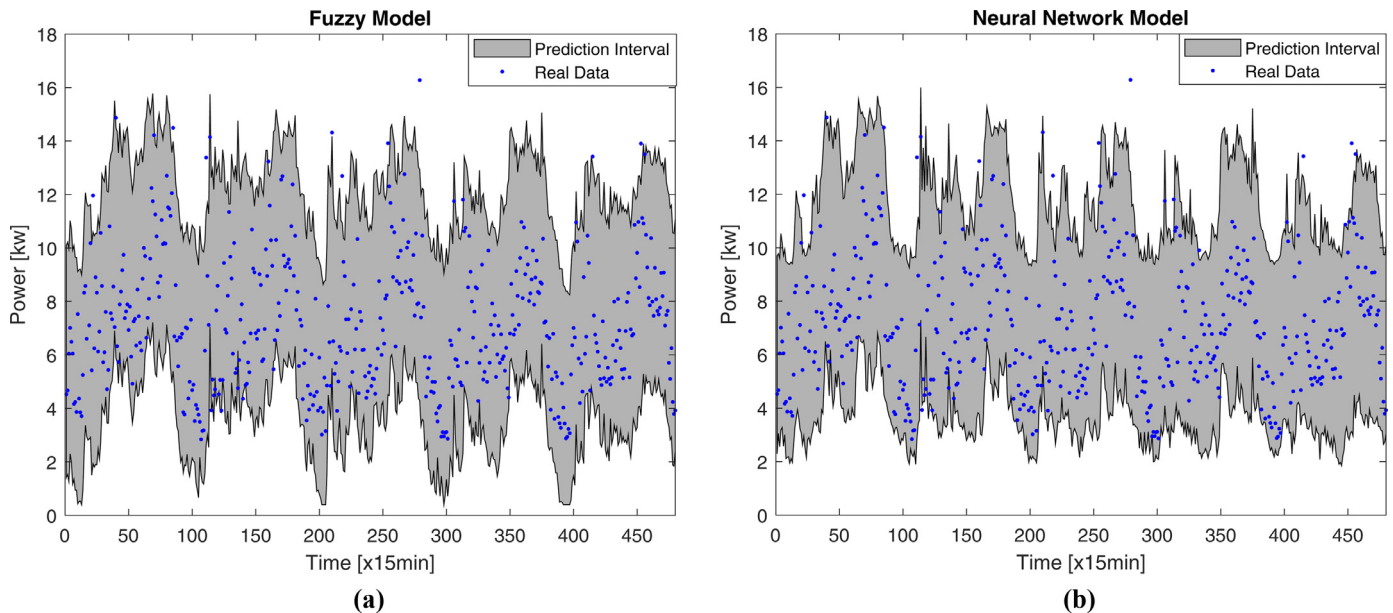 Fuzzy Model
18
16
14
12
10
8
6
4
2
0
Power [kw]
Prediction Interval
Real Data
0 50 100 150 200 250 300 350 400 450
Time [x15min]
(a)
Neural Network Model
18
16
14
12
10
8
6
4
2
0
Power [kw]
Prediction Interval
Real Data
0 50 100 150 200 250 300 350 400 450
Time [x15min]
(b)